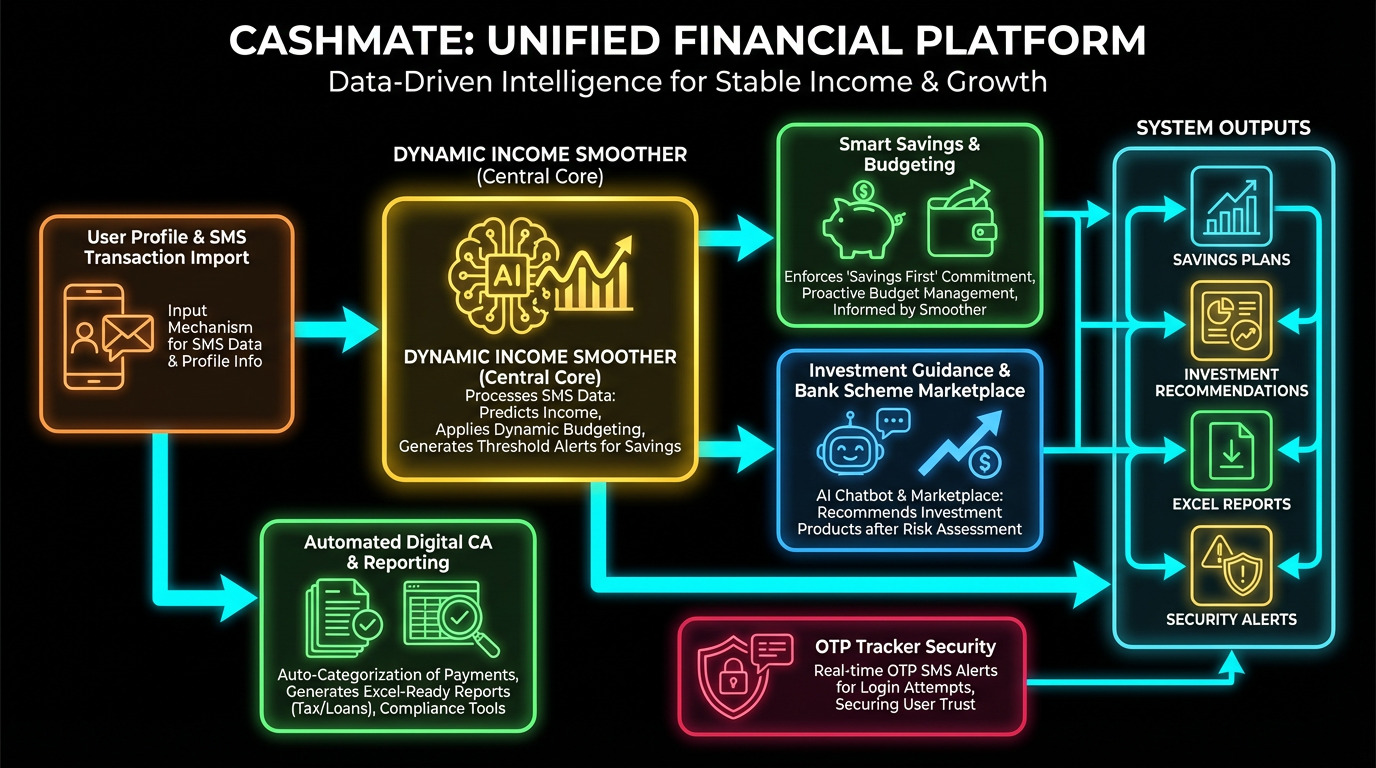 CASHMATE: UNIFIED FINANCIAL PLATFORM
Data-Driven Intelligence for Stable Income & Growth
User Profile & SMS
Transaction Import
Input
Mechanism
for SMS Data
& Profile Info
DYNAMIC INCOME SMOOTHER
(Central Core)
AI
DYNAMIC INCOME SMOOTHER
(Central Core)
Processes SMS Data:
Predicts Income,
Applies Dynamic Budgeting,
Generates Threshold Alerts for Savings
Smart Savings &
Budgeting
$
Enforces 'Savings First' Commitment,
Proactive Budget Management,
Informed by Smoother
Investment Guidance &
Bank Scheme Marketplace
$
AI Chatbot & Marketplace:
Recommends Investment
Products after Risk Assessment
Automated Digital CA
& Reporting
Auto-Categorization of Payments,
Generates Excel-Ready Reports
(Tax/Loans), Compliance Tools
OTP Tracker Security
Real-time OTP SMS Alerts
for Login Attempts,
Securing User Trust
SYSTEM OUTPUTS
SAVINGS PLANS
INVESTMENT
RECOMMENDATIONS
EXCEL REPORTS
SECURITY ALERTS